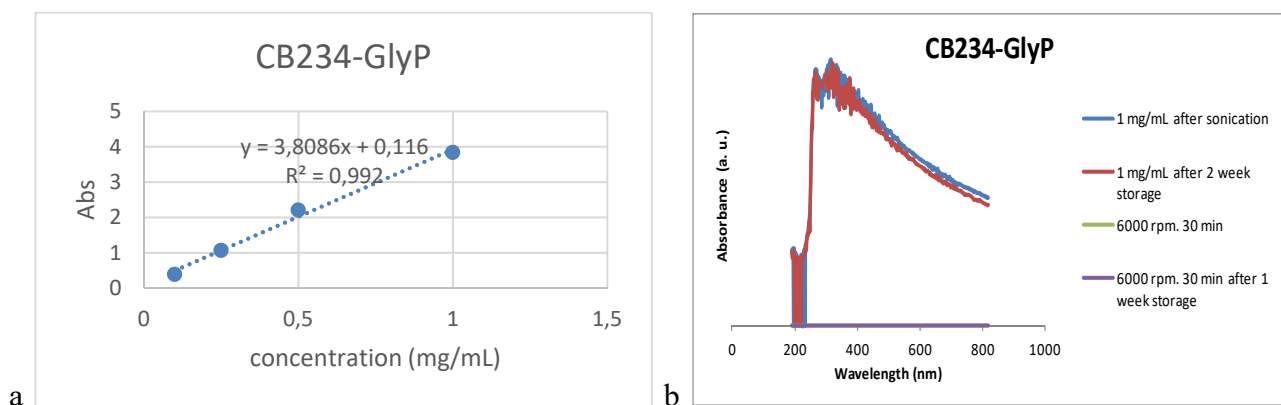 CB234-GlyP
y = 3,8086x + 0,116
R² = 0,992
Abs
5
4
3
2
1
0
0
0,5
1
1,5
concentration (mg/mL)
a
CB234-GlyP
Absorbance (a. u.)
0
200
400
600
800
1000
Wavelength (nm)
1 mg/mL after sonication
1 mg/mL after 2 week
storage
6000 rpm. 30 min
6000 rpm. 30 min after 1
week storage
b